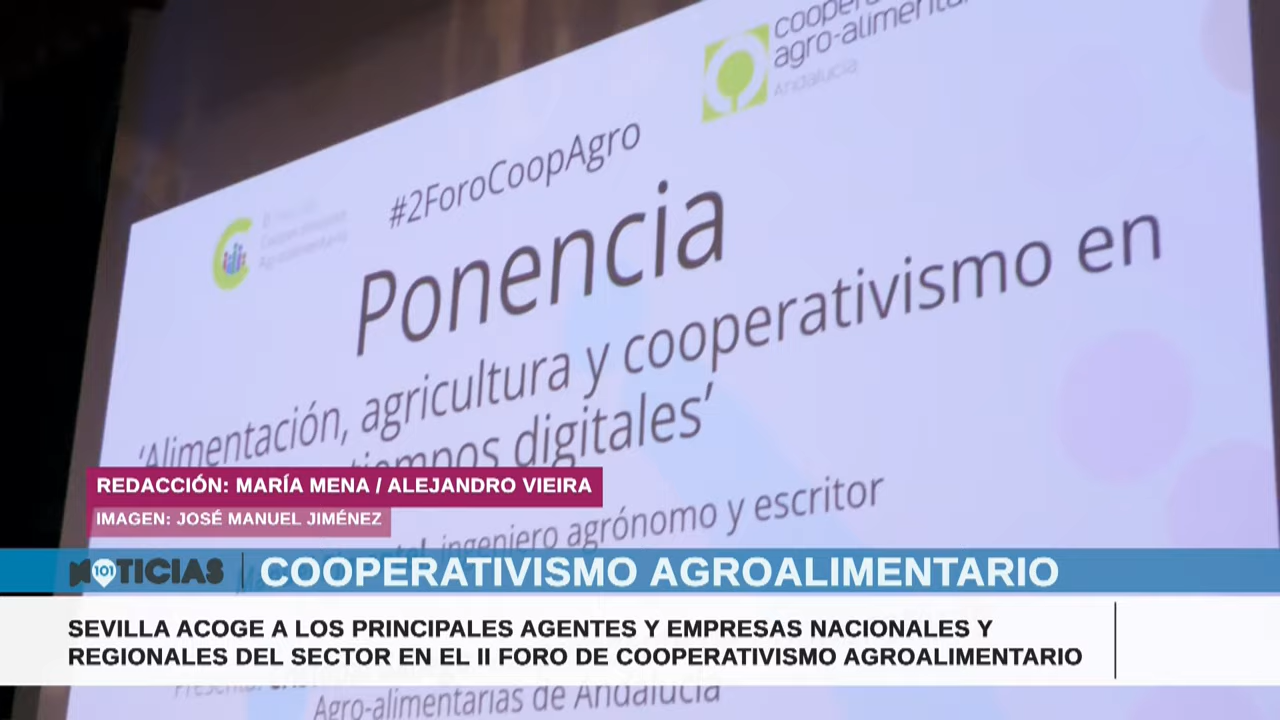 agro-alimenta
Andalucía
#2ForoCoopAgro
Ponencia
'Alimentación, agricultura y cooperativismo en
tiempos digitales'
ingeniero agrónomo y escritor
REDACCIÓN: MARÍA MENA / ALEJANDRO VIEIRA
IMAGEN: JOSÉ MANUEL JIMÉNEZ
NOTICIAS 101
COOPERATIVISMO AGROALIMENTARIO
SEVILLA ACOGE A LOS PRINCIPALES AGENTES Y EMPRESAS NACIONALES Y
REGIONALES DEL SECTOR EN EL II FORO DE COOPERATIVISMO AGROALIMENTARIO
Agro-alimentarias de Andalucía